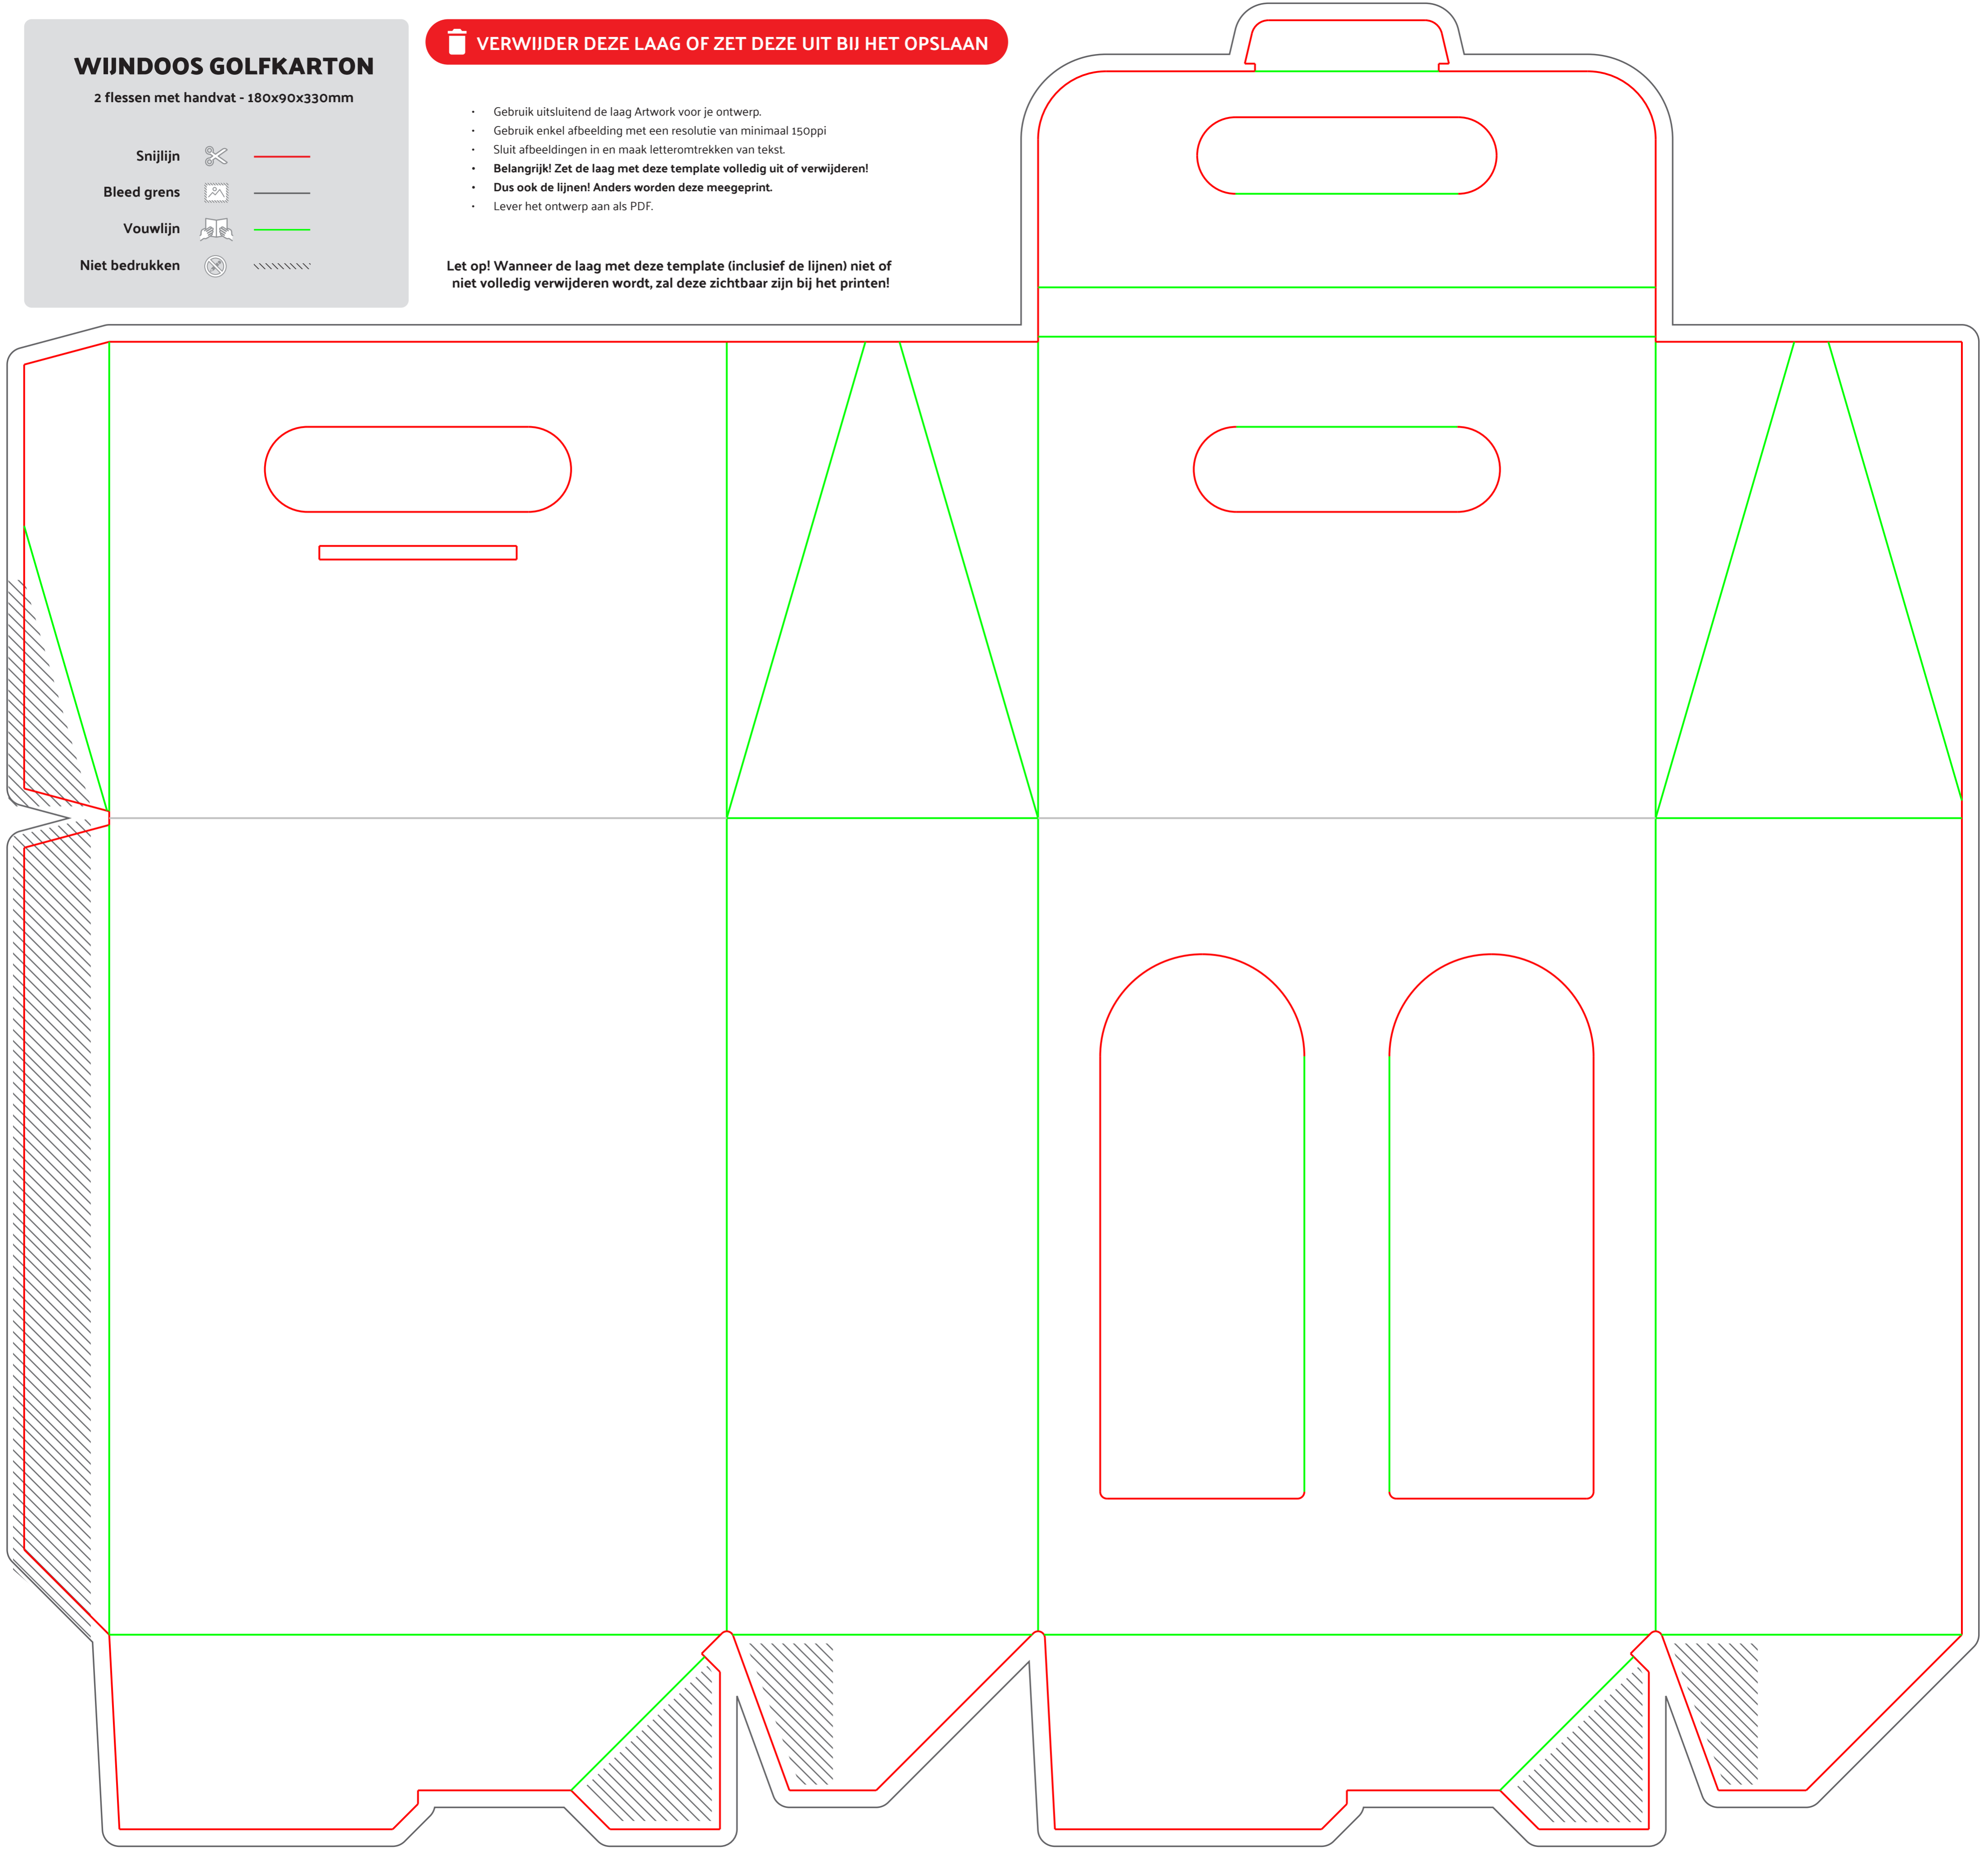 WIJNDOOS GOLFKARTON
2 flessen met handvat - 180x90x330mm
Snijlijn
Bleed grens
Vouwlijn
Niet bedrukken
VERWIJDER DEZE LAAG OF ZET DEZE UIT BIJ HET OPSLAAN
• Gebruik uitsluitend de laag Artwork voor je ontwerp.
• Gebruik enkel afbeelding met een resolutie van minimaal 150ppi
• Sluit afbeeldingen in en maak letteromtrekken van tekst.
• Belangrijk! Zet de laag met deze template volledig uit of verwijderen!
• Dus ook de lijnen! Anders worden deze meegeprint.
• Lever het ontwerp aan als PDF.
Let op! Wanneer de laag met deze template (inclusief de lijnen) niet of
niet volledig verwijderen wordt, zal deze zichtbaar zijn bij het printen!